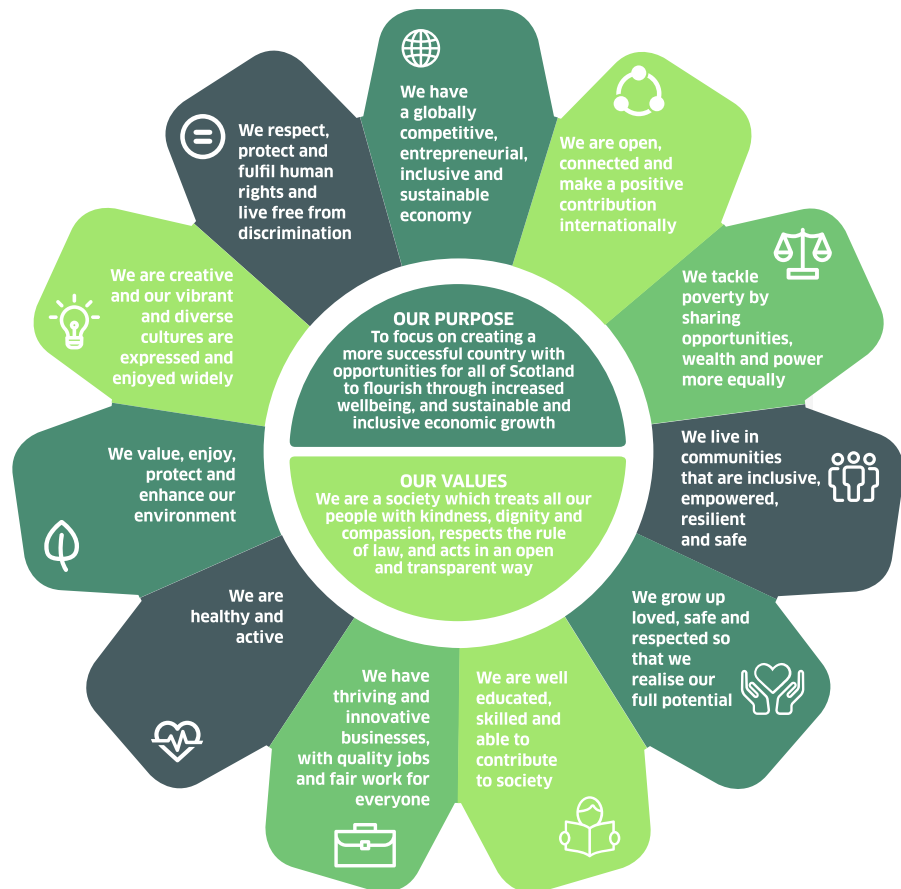 We have
a globally
competitive,
entrepreneurial,
inclusive and
sustainable
economy
We are open,
connected and
make a positive
contribution
internationally
We tackle
poverty by
sharing
opportunities,
wealth and power
more equally
We live in
communities
that are inclusive,
empowered,
resilient
and safe
We grow up
loved, safe and
respected so
that we
realise our
full potential
We are well
educated,
skilled and
able to
contribute
to society
We have
thriving and
innovative
businesses,
with quality jobs
and fair work for
everyone
We are
healthy and
active
We value, enjoy,
protect and
enhance our
environment
We are creative
and our vibrant
and diverse
cultures are
expressed and
enjoyed widely
We respect,
protect and
fulfil human
rights and
live free from
discrimination
OUR PURPOSE
To focus on creating a
more successful country with
opportunities for all of Scotland
to flourish through increased
wellbeing, and sustainable and
inclusive economic growth
OUR VALUES
We are a society which treats all our
people with kindness, dignity and
compassion, respects the rule
of law, and acts in an open
and transparent way